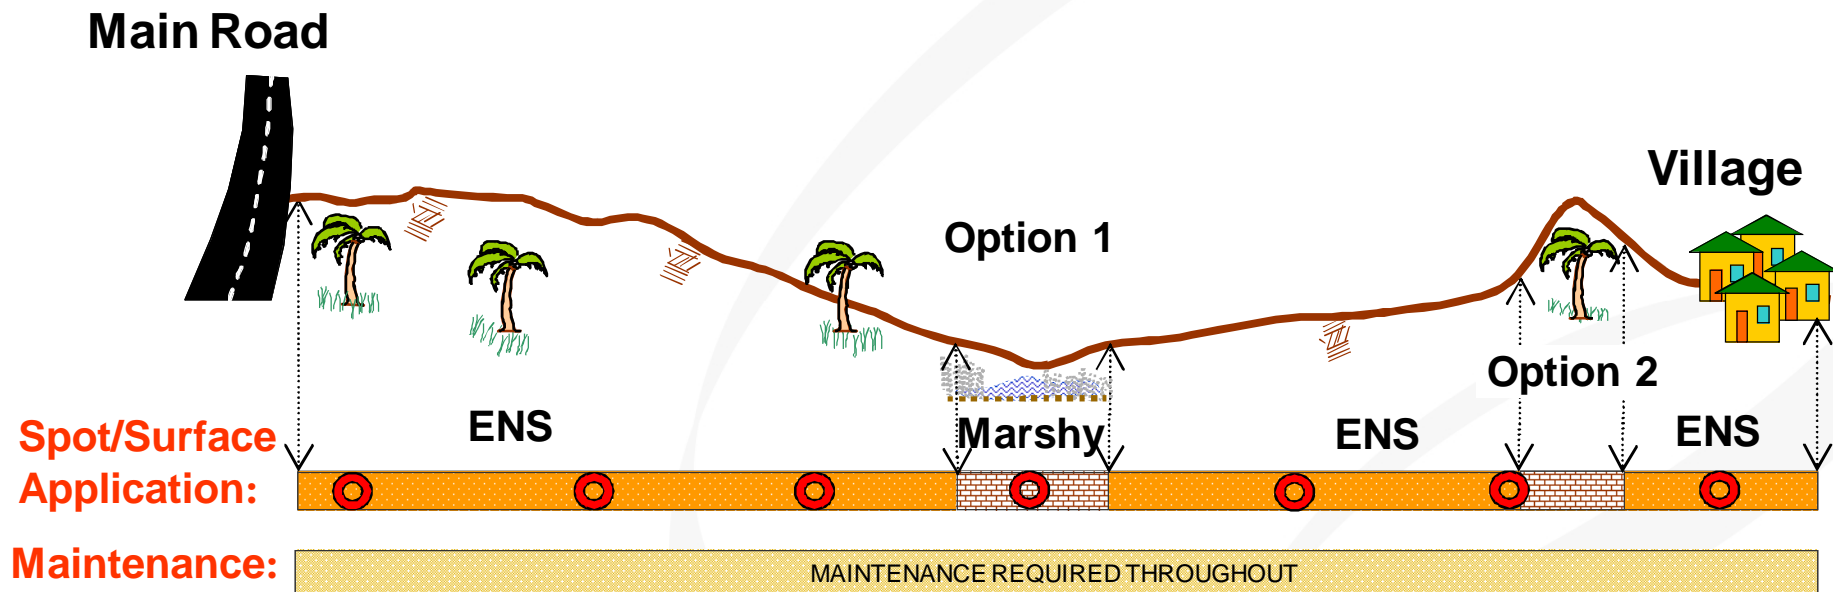 Main Road
Village
Option 1
Option 2
ENS
Marshy
ENS
ENS
Spot/Surface
Application:
Maintenance:
MAINTENANCE REQUIRED THROUGHOUT